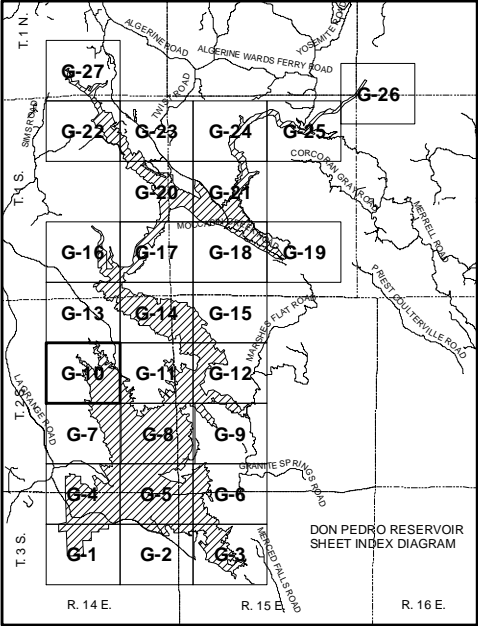 T. 1 N.
ALGERINE ROAD
YOSEMITE ROAD
ALGERINE WARDS FERRY ROAD
G-27
TWIST ROAD
G-26
SIMS ROAD
G-22
G-23
G-24
G-25
CORCORAN GRAY ROAD
T. 1 S.
G-20
G-21
MERRELL ROAD
MOCCASIN CREEK ROAD
G-16
G-17
G-18
G-19
PRIEST COULTERVILLE ROAD
G-13
G-14
G-15
MARSHES FLAT ROAD
G-10
G-11
G-12
T. 2 S.
LA GRANGE ROAD
G-7
G-8
G-9
GRANITE SPRINGS ROAD
G-4
G-5
G-6
DON PEDRO RESERVOIR
SHEET INDEX DIAGRAM
T. 3 S.
G-1
G-2
G-3
MERCED FALLS ROAD
R. 14 E.
R. 15 E.
R. 16 E.